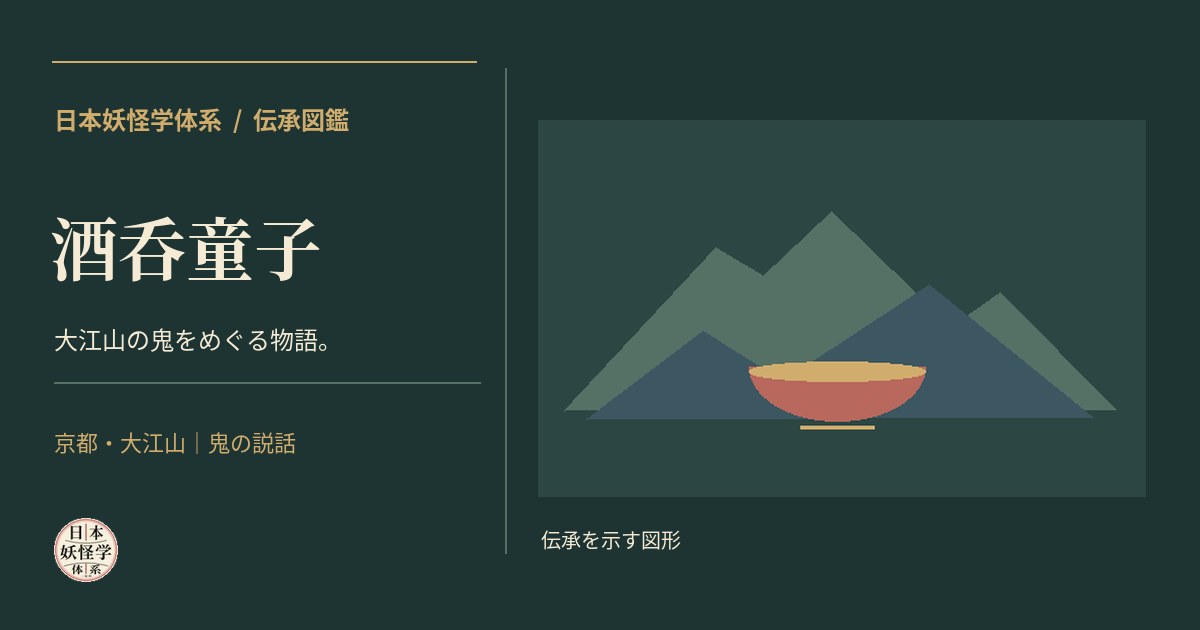 日本妖怪学体系 / 伝承図鑑
酒呑童子
大江山の鬼をめぐる物語。
京都・大江山｜鬼の説話
日本
妖怪学
体系
伝承を示す図形